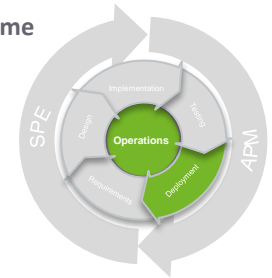 me
Implementation
Testing
Design
SPE
APM
Operations
Deployment
Requirements